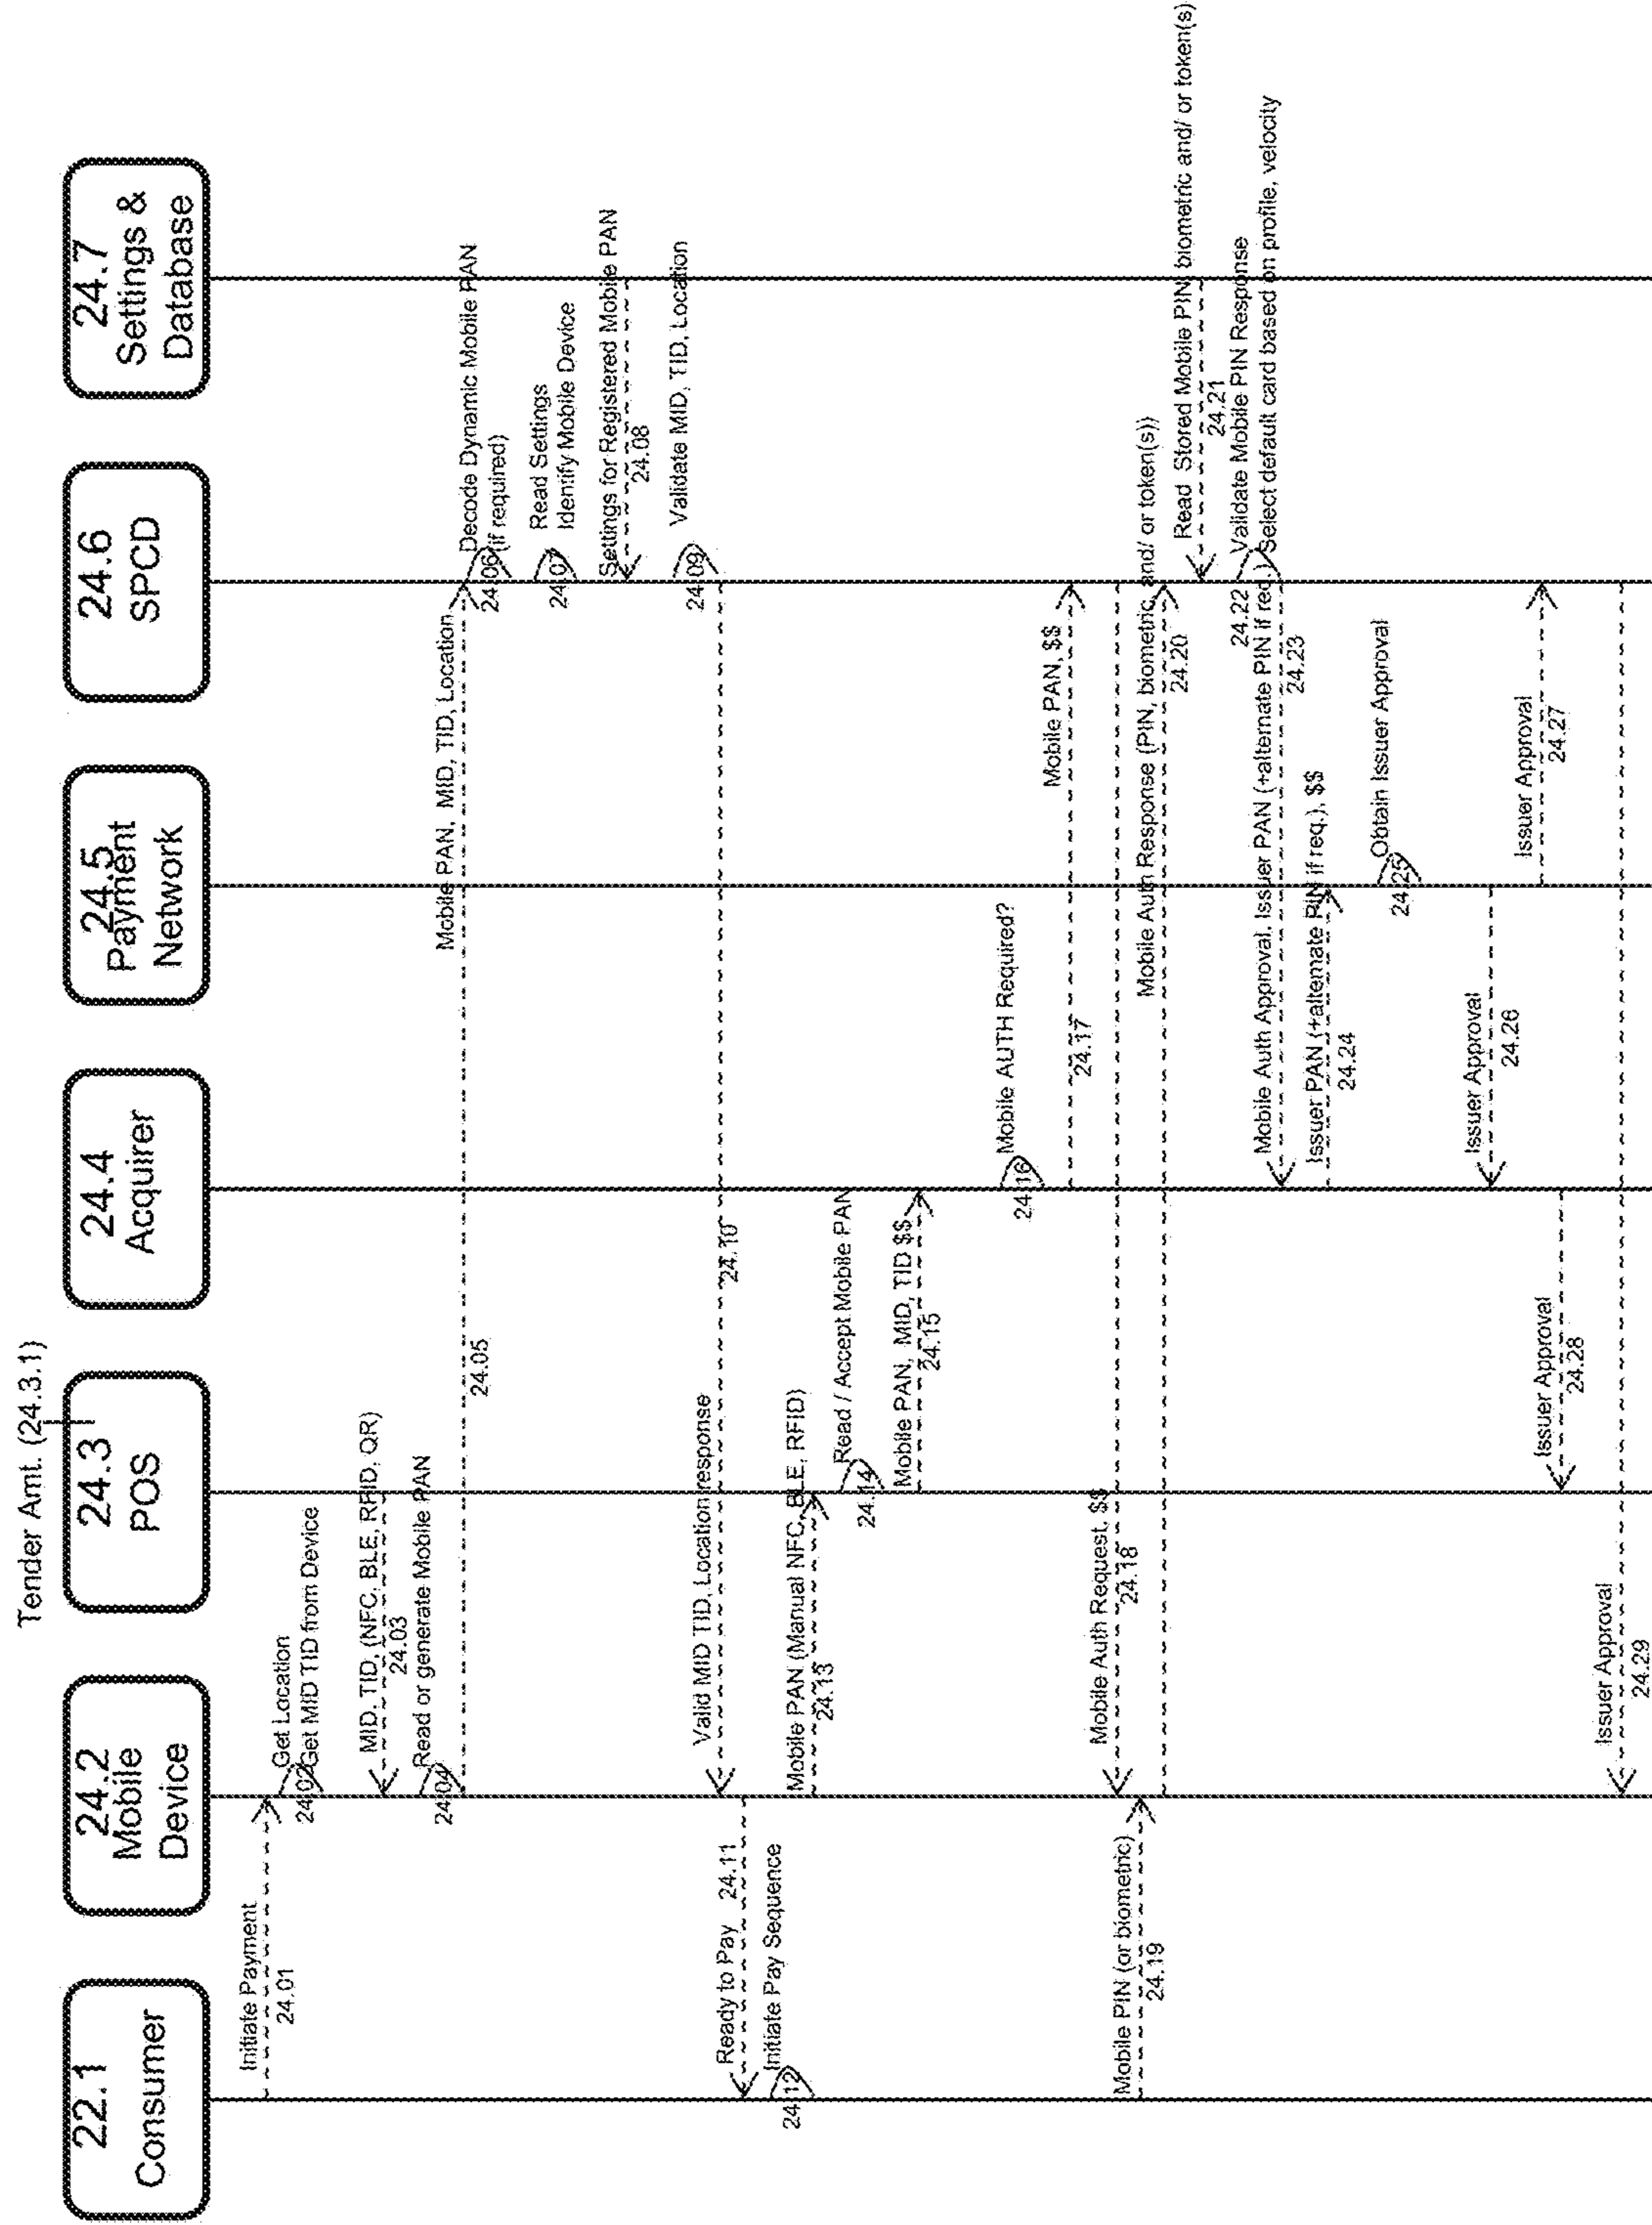 Tender Amt. (24.3.1)
22.1
Consumer
24.2
Mobile
Device
24.3
POS
24.4
Acquirer
24.5
Payment
Network
24.6
SPCD
24.7
Settings &
Database
Initiate Payment
24.01
Get Location
24.02
Get MID TID from Device
MID, TID, (NFC, BLE, RFID, QR)
24.03
Read or generate Mobile PAN
24.04
Mobile PAN, MID, TID, Location
24.05
Decode Dynamic Mobile PAN
24.06
(if required)
Read Settings
24.07
Identify Mobile Device
Settings for Registered Mobile PAN
24.08
Validate MID, TID, Location
24.09
Valid MID TID, Location response
24.10
Ready to Pay 24.11
Initiate Pay Sequence
24.12
Mobile PAN (Manual NFC, BLE, RFID)
24.13
Read / Accept Mobile PAN
24.14
Mobile PAN, MID, TID $$
24.15
Mobile AUTH Required?
24.16
Mobile PAN, $$
24.17
Mobile Auth Request, $$
24.18
Mobile PIN (or biometric)
24.19
Mobile Auth Response (PIN, biometric and/ or token(s))
24.20
Read Stored Mobile PIN, biometric and/ or token(s)
24.21
Validate Mobile PIN Response
24.22
Select default card based on profile, velocity
Mobile Auth Approval, Issuer PAN (+alternate PIN if req.)
24.23
Issuer PAN (+alternate PIN if req.), $$
24.24
Obtain Issuer Approval
24.25
Issuer Approval
24.26
Issuer Approval
24.27
Issuer Approval
24.28
Issuer Approval
24.29